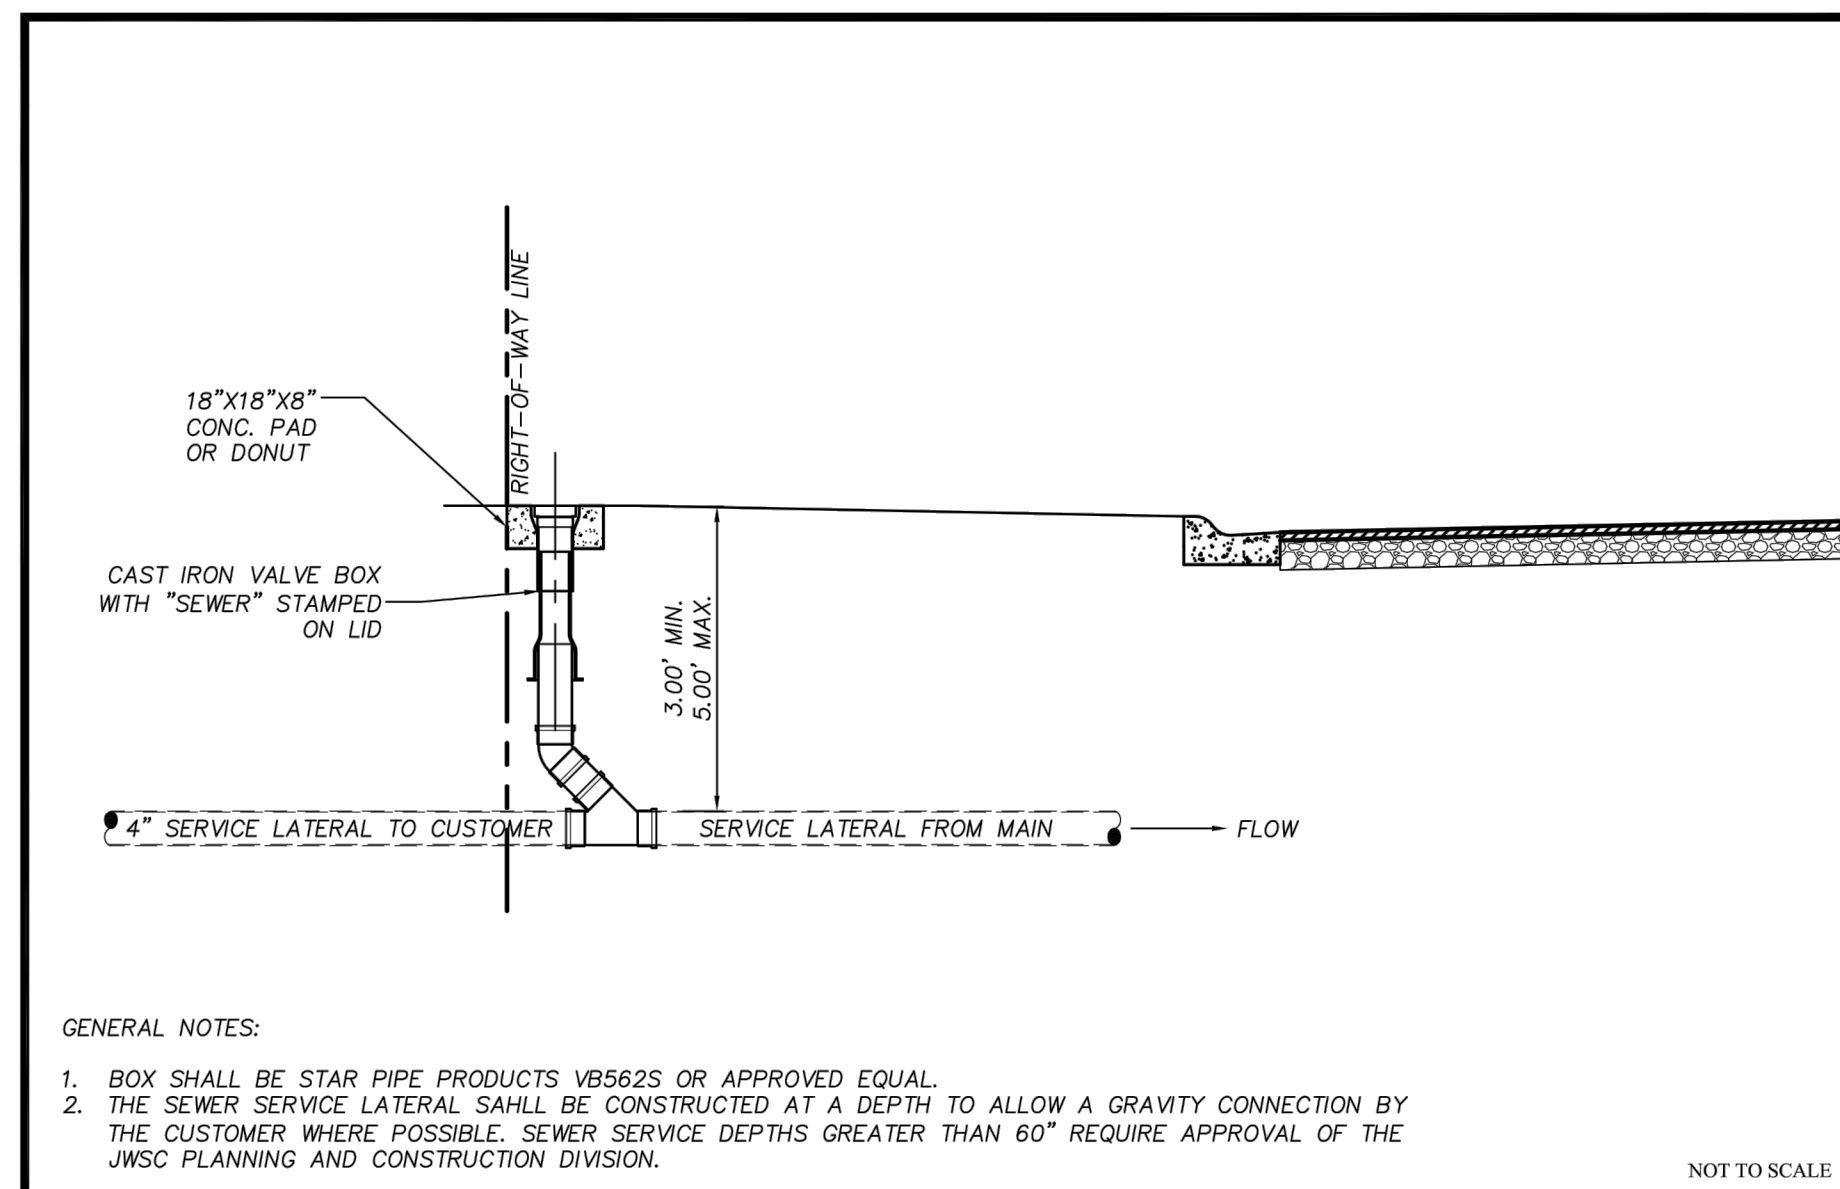 RIGHT-OF-WAY LINE
18"X18"X8"
CONC. PAD
OR DONUT
CAST IRON VALVE BOX
WITH "SEWER" STAMPED
ON LID
3.00' MIN.
5.00' MAX.
4" SERVICE LATERAL TO CUSTOMER
SERVICE LATERAL FROM MAIN
FLOW
GENERAL NOTES:
1. BOX SHALL BE STAR PIPE PRODUCTS VB562S OR APPROVED EQUAL.
2. THE SEWER SERVICE LATERAL SAHLL BE CONSTRUCTED AT A DEPTH TO ALLOW A GRAVITY CONNECTION BY
THE CUSTOMER WHERE POSSIBLE. SEWER SERVICE DEPTHS GREATER THAN 60" REQUIRE APPROVAL OF THE
JWSC PLANNING AND CONSTRUCTION DIVISION.
NOT TO SCALE